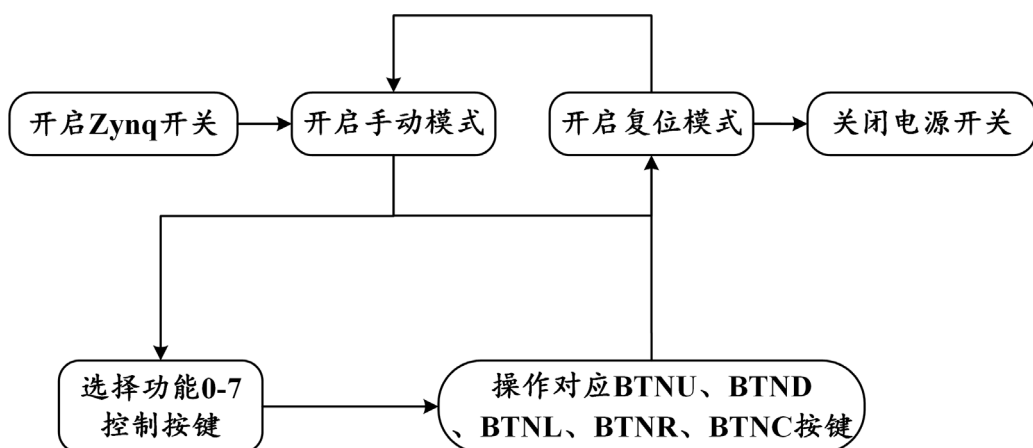 开启Zynq开关
开启手动模式
开启复位模式
关闭电源开关
选择功能0-7
控制按键
操作对应BTNU、BTND
、BTNL、BTNR、BTNC按键